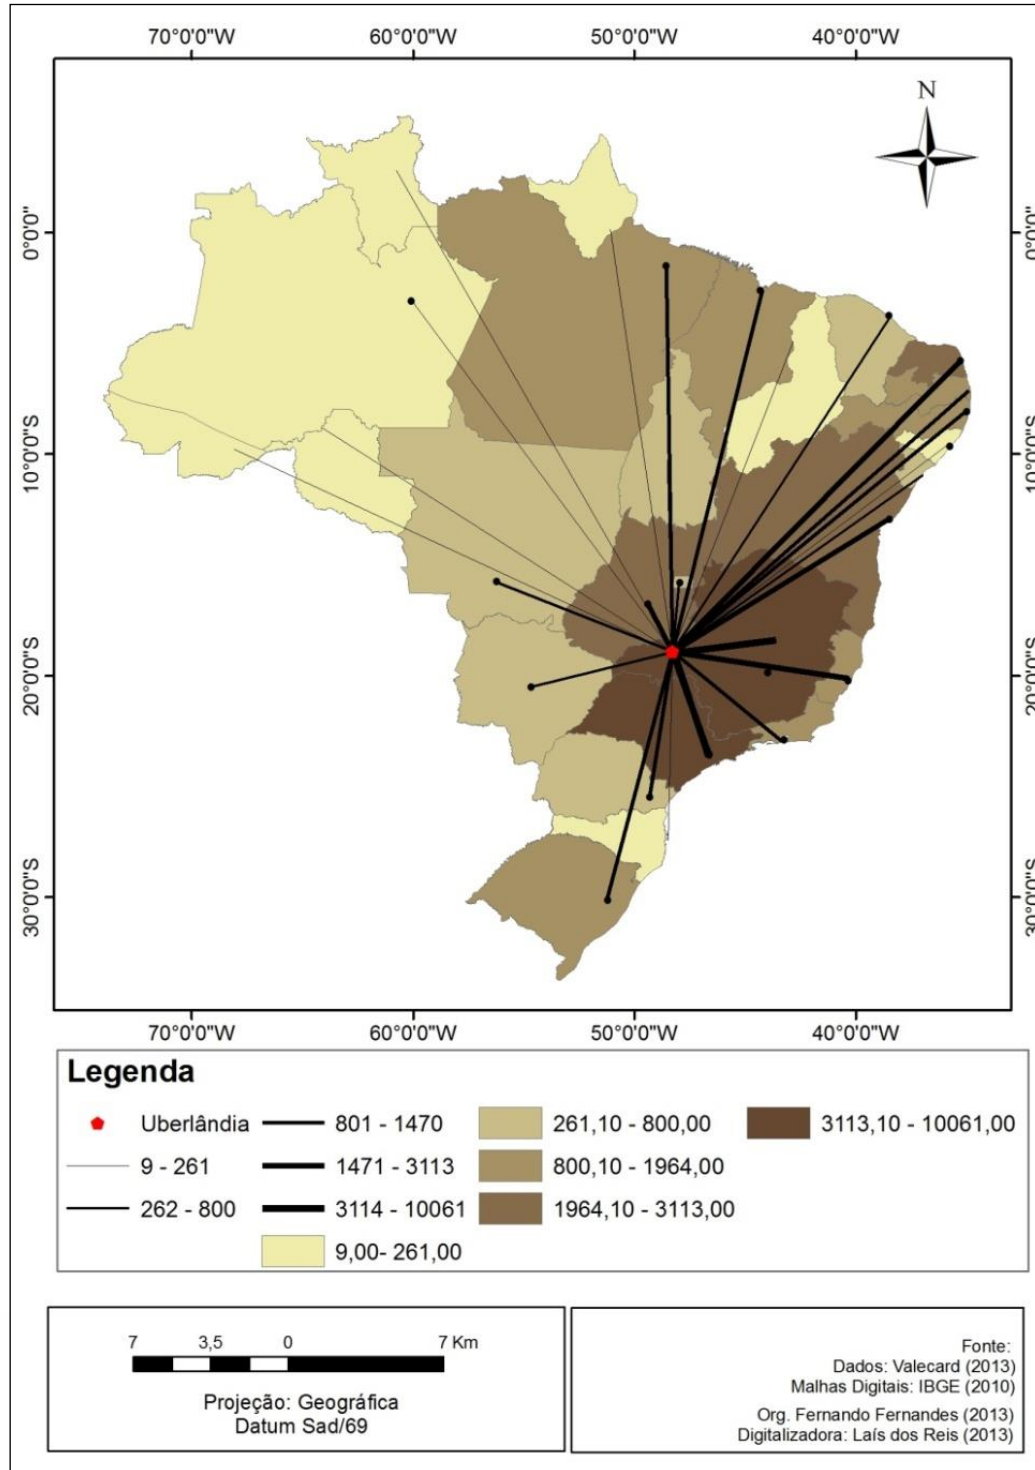 70°0'0"W 60°0'0"W 50°0'0"W 40°0'0"W
N
0°0'0" 0°0'0"
10°0'0"S 10°0'0"S
20°0'0"S 20°0'0"S
30°0'0"S 30°0'0"S
70°0'0"W 60°0'0"W 50°0'0"W 40°0'0"W
Legenda
Uberlândia 801 - 1470 261,10 - 800,00 3113,10 - 10061,00
9 - 261 1471 - 3113 800,10 - 1964,00
262 - 800 3114 - 10061 1964,10 - 3113,00
9,00- 261,00
7 3,5 0 7 Km
Projeção: Geográfica
Datum Sad/69
Fonte:
Dados: Valecard (2013)
Malhas Digitais: IBGE (2010)
Org. Fernando Fernandes (2013)
Digitalizadora: Laís dos Reis (2013)